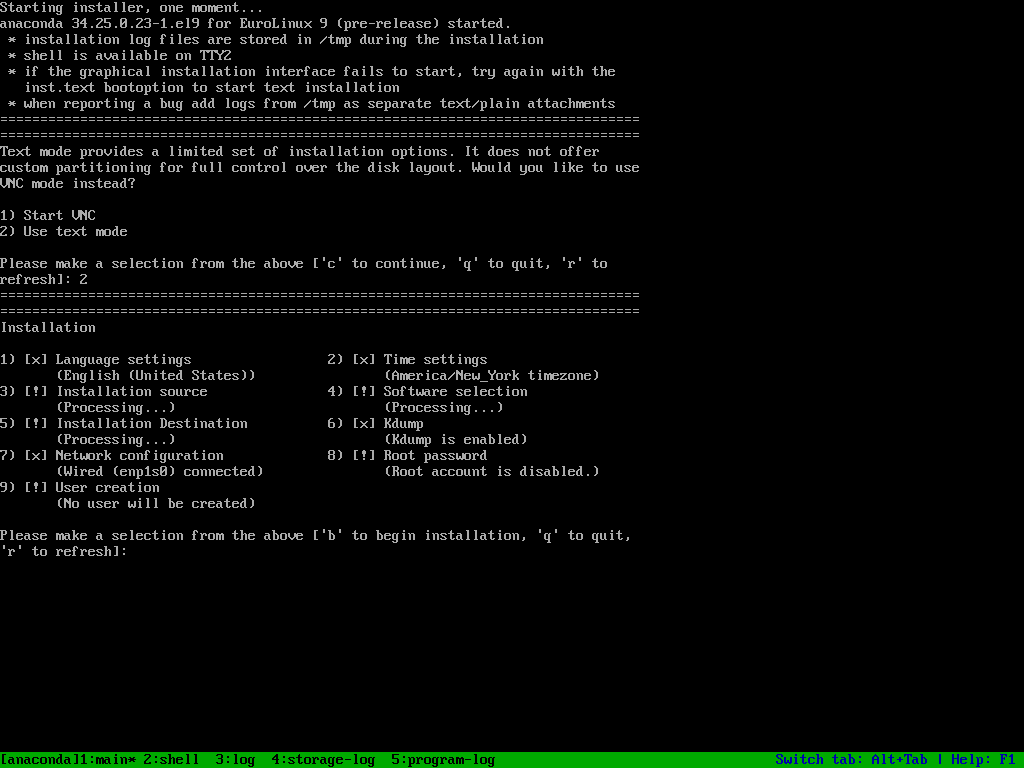 Starting installer, one moment...
anaconda 34.25.0.23-1.el9 for EuroLinux 9 (pre-release) started.
 * installation log files are stored in /tmp during the installation
 * shell is available on TTY2
 * if the graphical installation interface fails to start, try again with the
   inst.text bootoption to start text installation
 * when reporting a bug add logs from /tmp as separate text/plain attachments
================================================================================
================================================================================
Text mode provides a limited set of installation options. It does not offer
custom partitioning for full control over the disk layout. Would you like to use
VNC mode instead?

1) Start VNC
2) Use text mode

Please make a selection from the above ['c' to continue, 'q' to quit, 'r' to
refresh]: 2
================================================================================
================================================================================
Installation

1) [x] Language settings                 2) [x] Time settings
       (English (United States))                (America/New_York timezone)
3) [!] Installation source               4) [!] Software selection
       (Processing...)                          (Processing...)
5) [!] Installation Destination          6) [x] Kdump
       (Processing...)                          (Kdump is enabled)
7) [x] Network configuration             8) [!] Root password
       (Wired (enp1s0) connected)               (Root account is disabled.)
9) [!] User creation
       (No user will be created)

Please make a selection from the above ['b' to begin installation, 'q' to quit,
'r' to refresh]:
[anaconda]1:main* 2:shell  3:log  4:storage-log  5:program-log                                   Switch tab: Alt+Tab | Help: F1